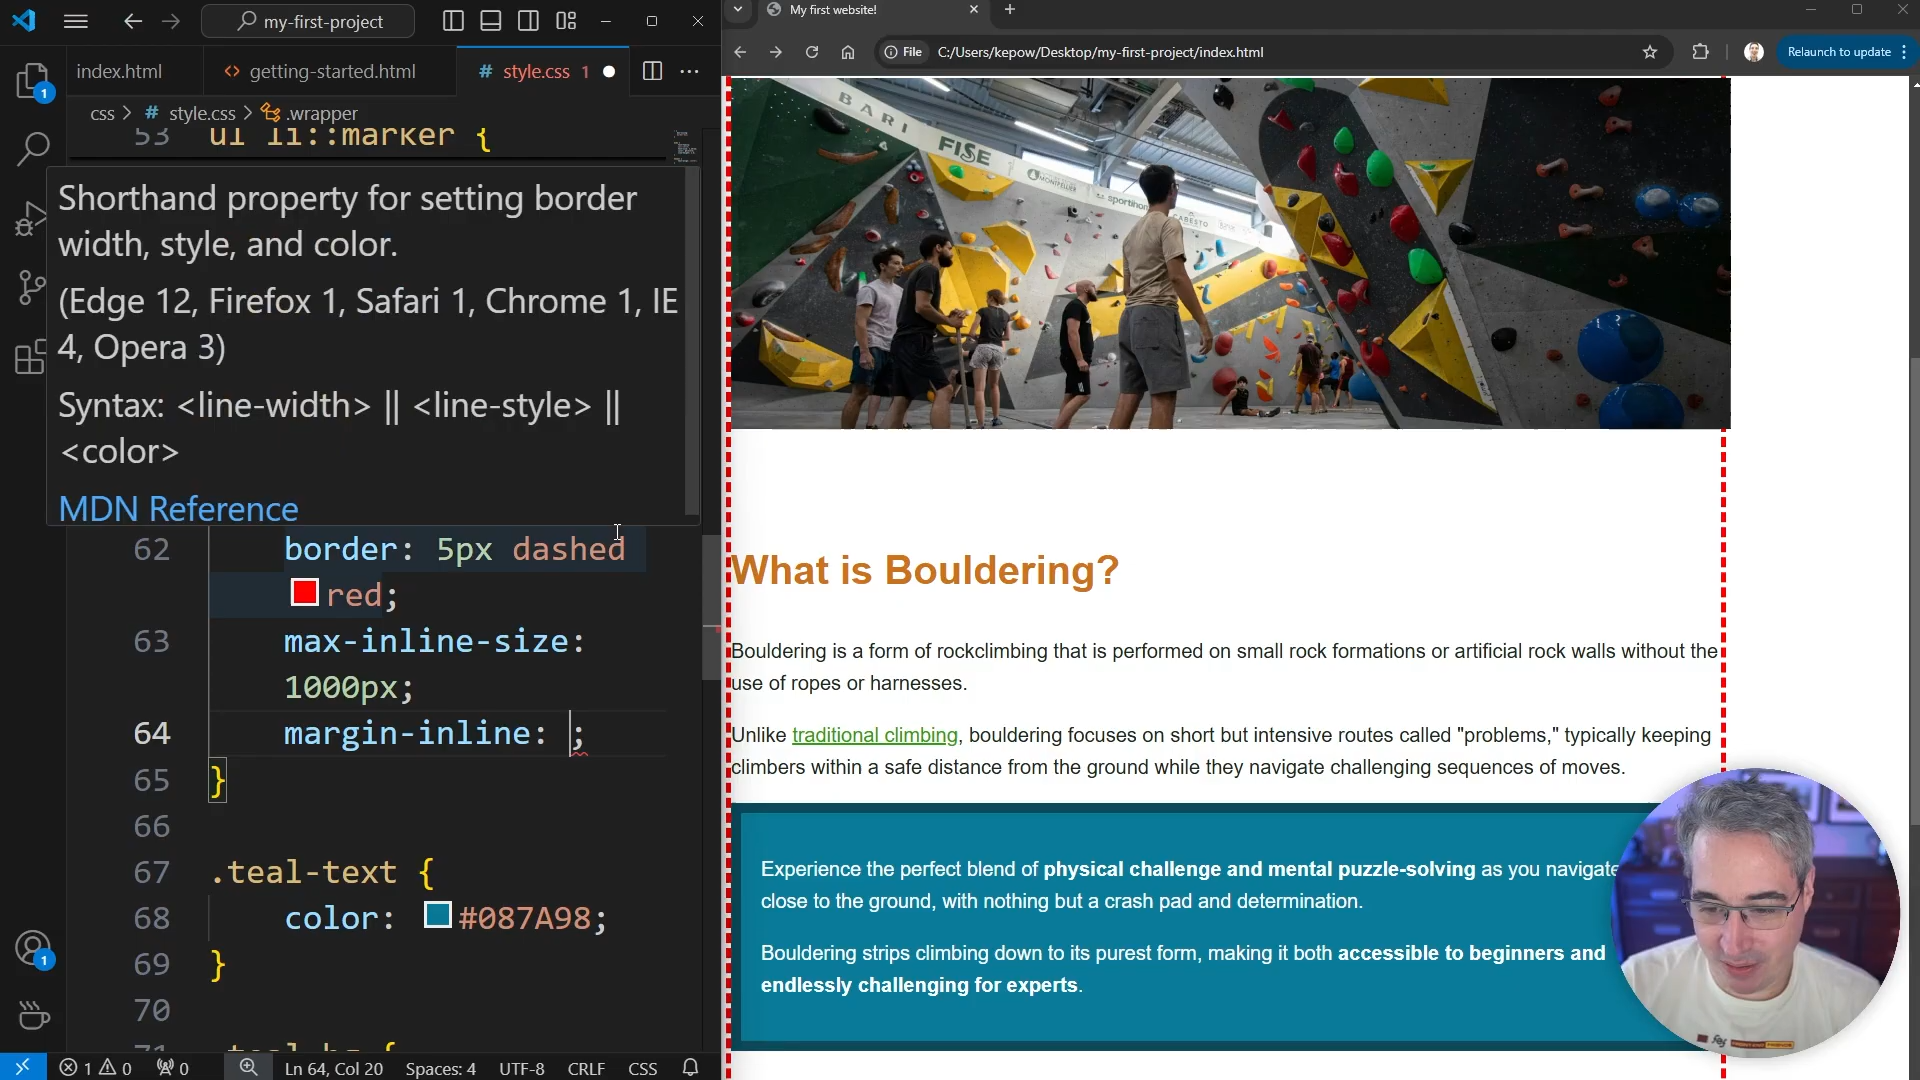 my-first-project
index.html
getting-started.html
# style.css 1
css > # style.css > .wrapper
53 ul li::marker {
Shorthand property for setting border
width, style, and color.
(Edge 12, Firefox 1, Safari 1, Chrome 1, IE
4, Opera 3)
Syntax: <line-width> || <line-style> ||
<color>
MDN Reference
62 border: 5px dashed
red;
63 max-inline-size:
1000px;
64 margin-inline: ;
65 }
66
67 .teal-text {
68 color: #087A98;
69 }
70
1
1
1 0 0 Ln 64, Col 20 Spaces: 4 UTF-8 CRLF CSS
My first website!
File C:/Users/kepow/Desktop/my-first-project/index.html
Relaunch to update
BARI
FISE
MONTPELLIER
sportihome
CABESTO
What is Bouldering?
Bouldering is a form of rockclimbing that is performed on small rock formations or artificial rock walls without the
use of ropes or harnesses.
Unlike traditional climbing, bouldering focuses on short but intensive routes called "problems," typically keeping
climbers within a safe distance from the ground while they navigate challenging sequences of moves.
Experience the perfect blend of physical challenge and mental puzzle-solving as you navigate
close to the ground, with nothing but a crash pad and determination.
Bouldering strips climbing down to its purest form, making it both accessible to beginners and
endlessly challenging for experts.